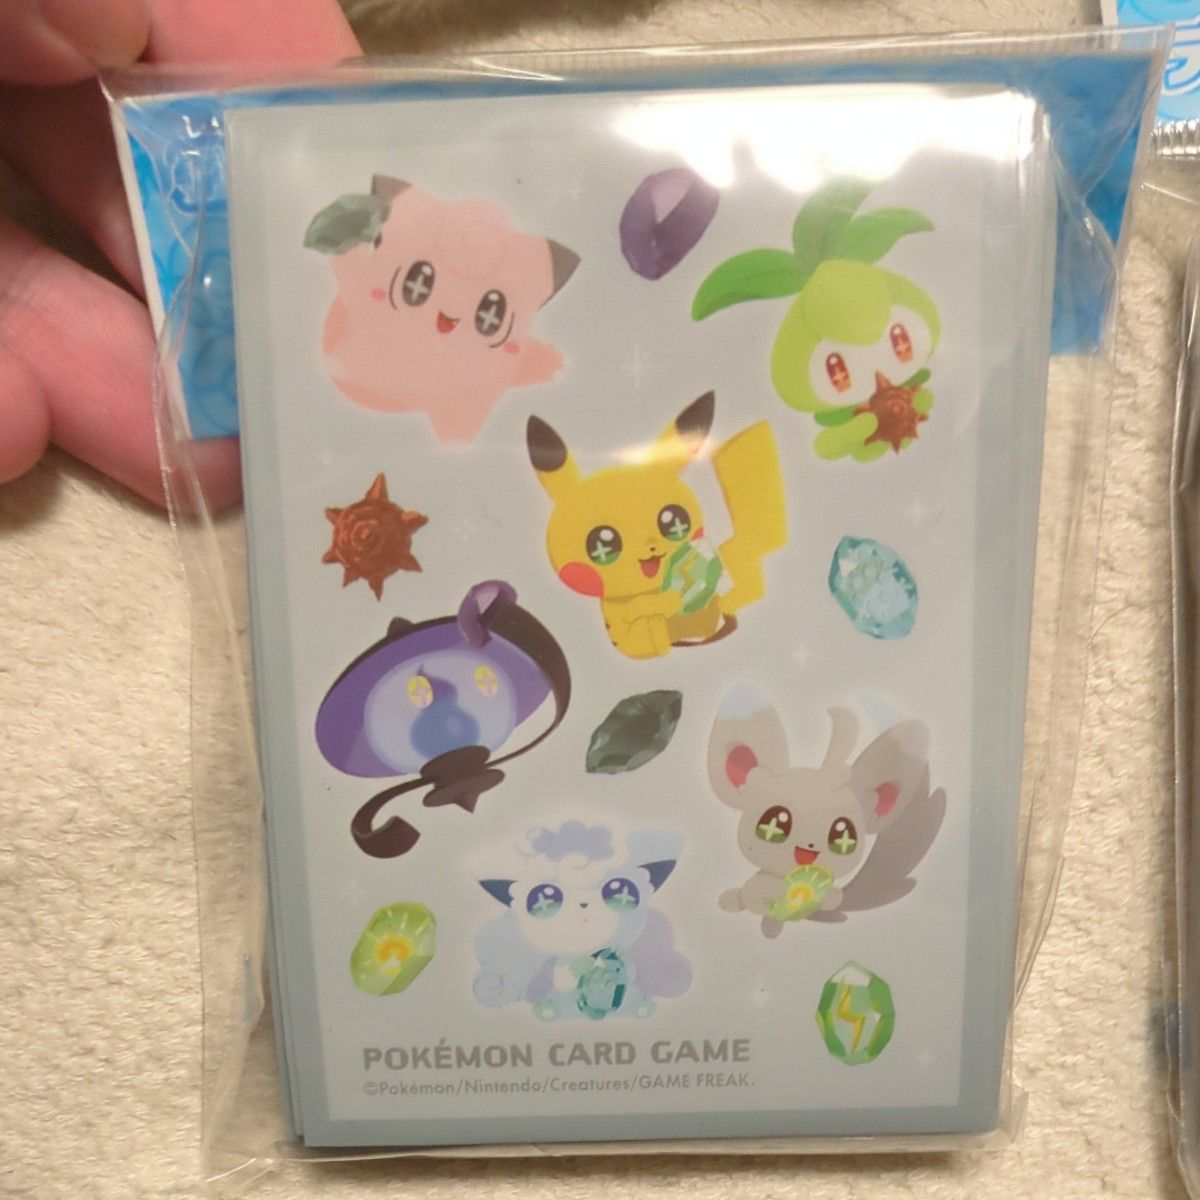 POKÉMON CARD GAME
©Pokémon/Nintendo/Creatures/GAME FREAK.